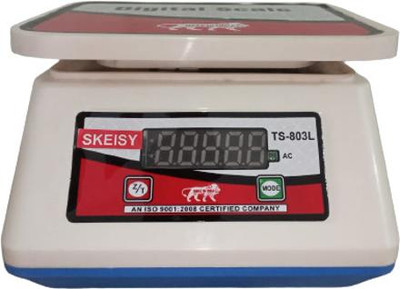 Digital Scale
SKEISY
TS-803L
AC
Z/T
MODE
AN ISO 9001:2008 CERTIFIED COMPANY